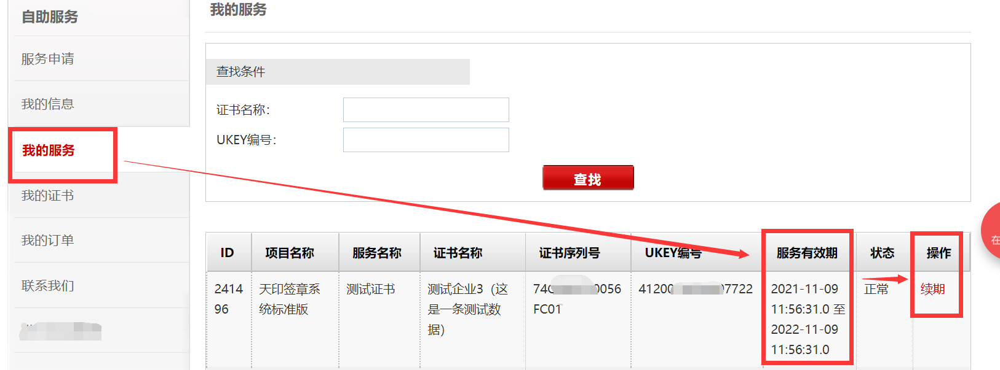 自助服务
服务申请
我的信息
我的服务
我的证书
我的订单
联系我们
我的服务
查找条件
证书名称：
UKEY编号：
查找
ID 项目名称 服务名称 证书名称 证书序列号 UKEY编号 服务有效期 状态 操作
2414 天印签章系 测试证书 测试企业3（这 74 0056 41200 7722 2021-11-09 正常 续期
96 统标准版 是一条测试数 FC01 11:56:31.0 至
据） 2022-11-09
11:56:31.0
在